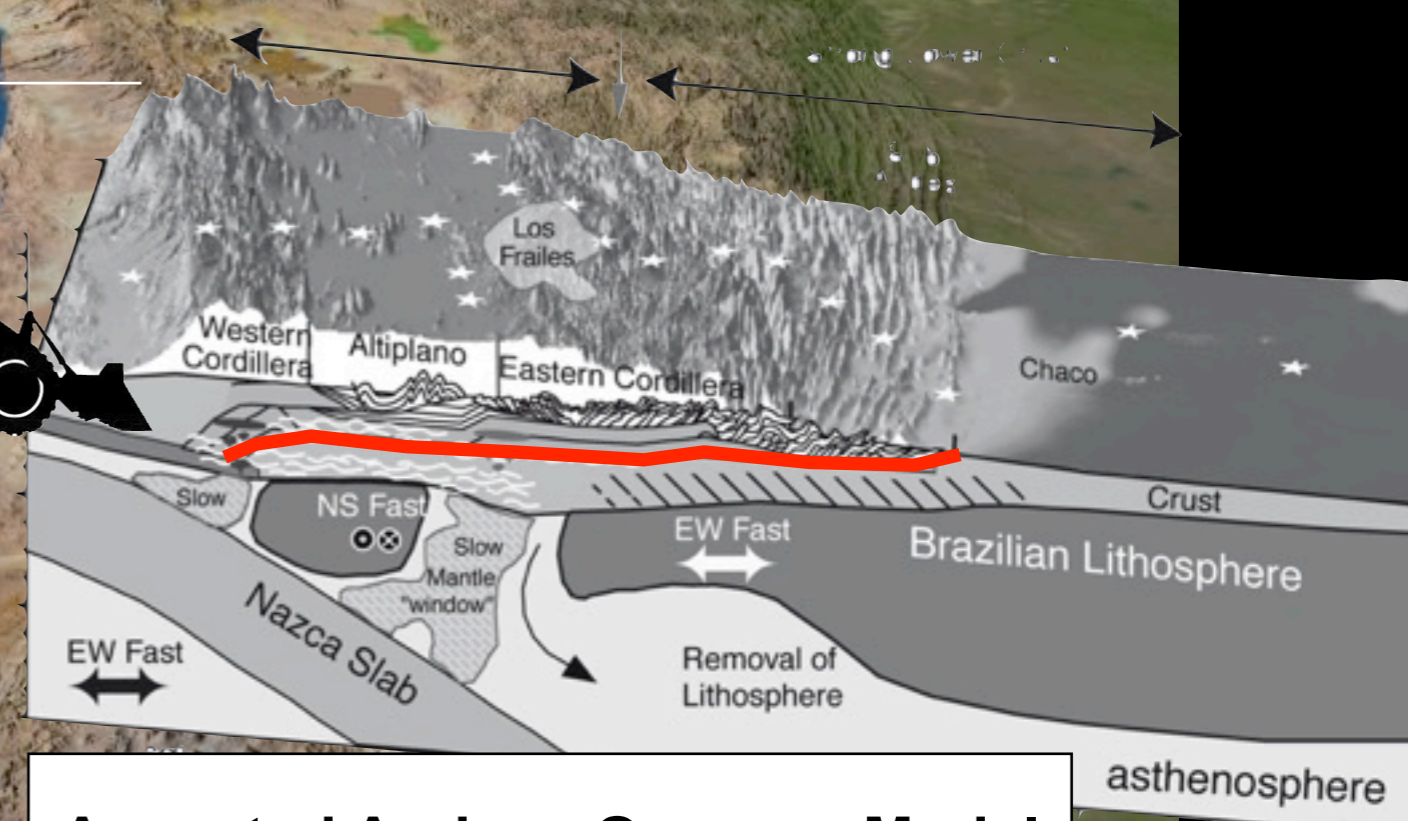 Los
Frailes
Western
Cordillera
Altiplano
Eastern Cordillera
Chaco
Crust
Slow
NS Fast
EW Fast
Brazilian Lithosphere
Slow
Mantle
"window"
Nazca Slab
EW Fast
Removal of
Lithosphere
asthenosphere